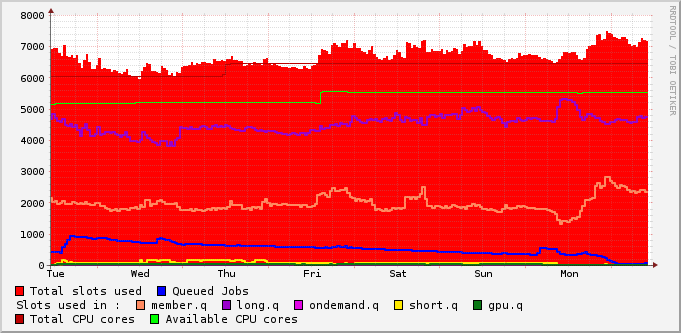 8000
7000
6000
5000
4000
3000
2000
1000
0
Tue Wed Thu Fri Sat Sun Mon
Total slots used Queued Jobs
Slots used in : member.q long.q ondemand.q short.q gpu.q
Total CPU cores Available CPU cores
RRDTOOL / TOBI OETIKER